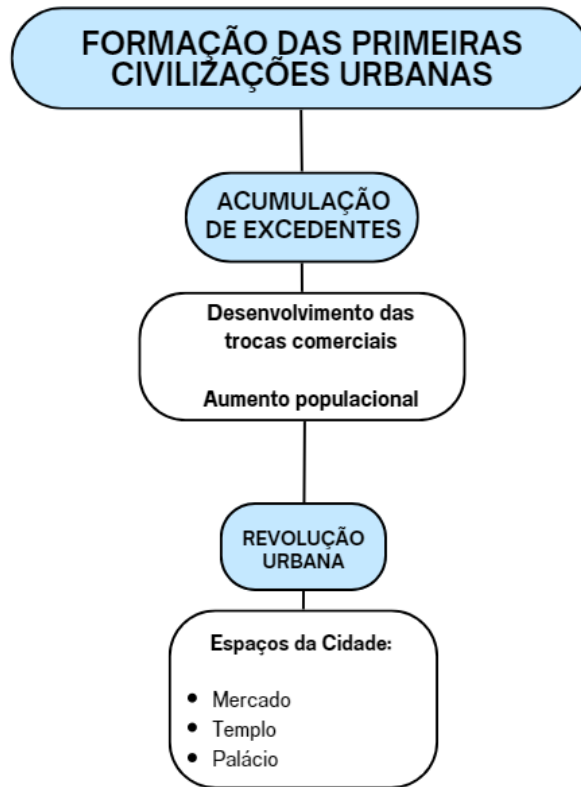 FORMAÇÃO DAS PRIMEIRAS
CIVILIZAÇÕES URBANAS
ACUMULAÇÃO
DE EXCEDENTES
Desenvolvimento das
trocas comerciais
Aumento populacional
REVOLUÇÃO
URBANA
Espaços da Cidade:
• Mercado
• Templo
• Palácio